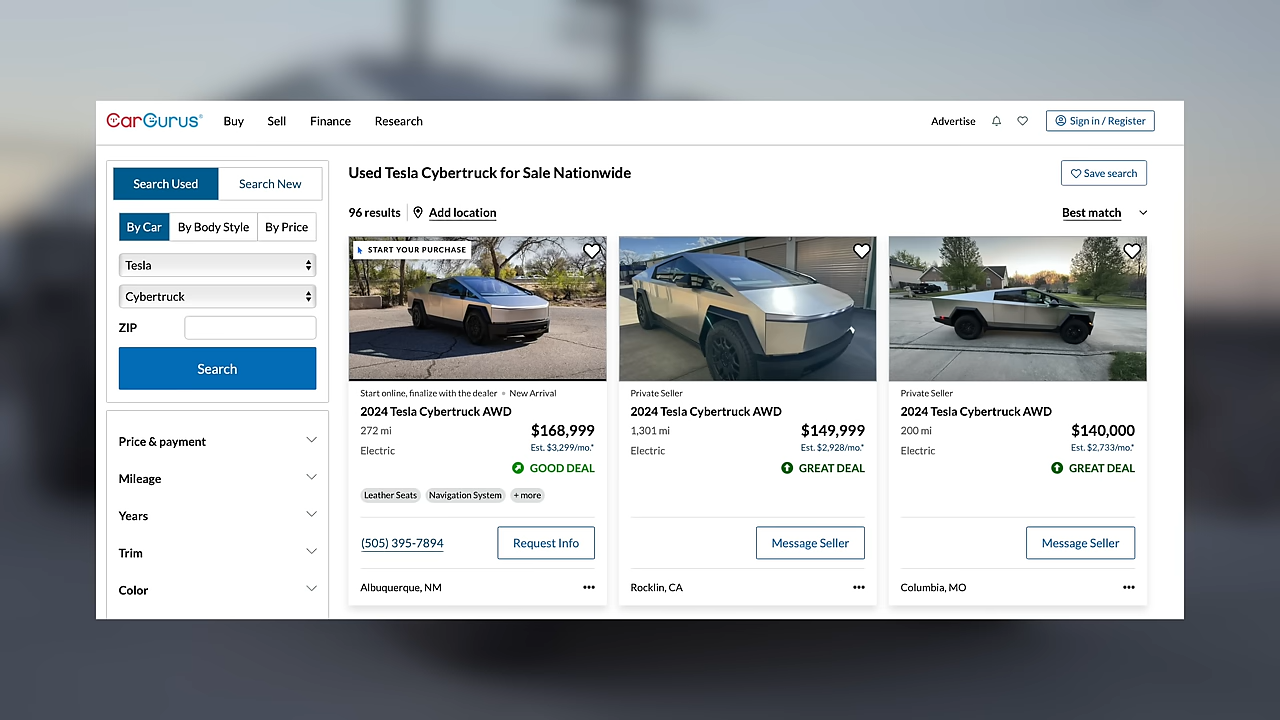 CarGurus®
Buy Sell Finance Research
Advertise Sign in / Register
Search Used Search New
By Car By Body Style By Price
Tesla
Cybertruck
ZIP
Search
Price & payment
Mileage
Years
Trim
Color
Used Tesla Cybertruck for Sale Nationwide
Save search
96 results Add location
Best match
START YOUR PURCHASE
Start online, finalize with the dealer • New Arrival
2024 Tesla Cybertruck AWD
272 mi $168,999
Est. $3,299/mo.*
Electric
GOOD DEAL
Leather Seats Navigation System + more
(505) 395-7894 Request Info
Albuquerque, NM •••
Private Seller
2024 Tesla Cybertruck AWD
1,301 mi $149,999
Est. $2,928/mo.*
Electric
GREAT DEAL
Message Seller
Rocklin, CA •••
Private Seller
2024 Tesla Cybertruck AWD
200 mi $140,000
Est. $2,733/mo.*
Electric
GREAT DEAL
Message Seller
Columbia, MO •••